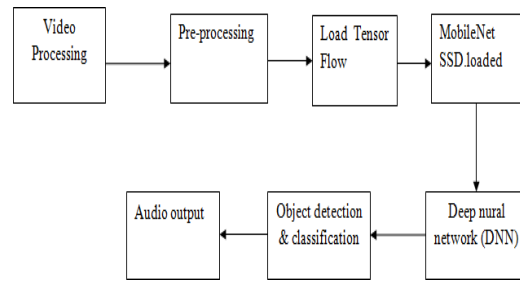 Video
Processing
Pre-processing
Load Tensor
Flow
MobileNet
SSD.loaded
Deep nural
network (DNN)
Object detection
& classification
Audio output